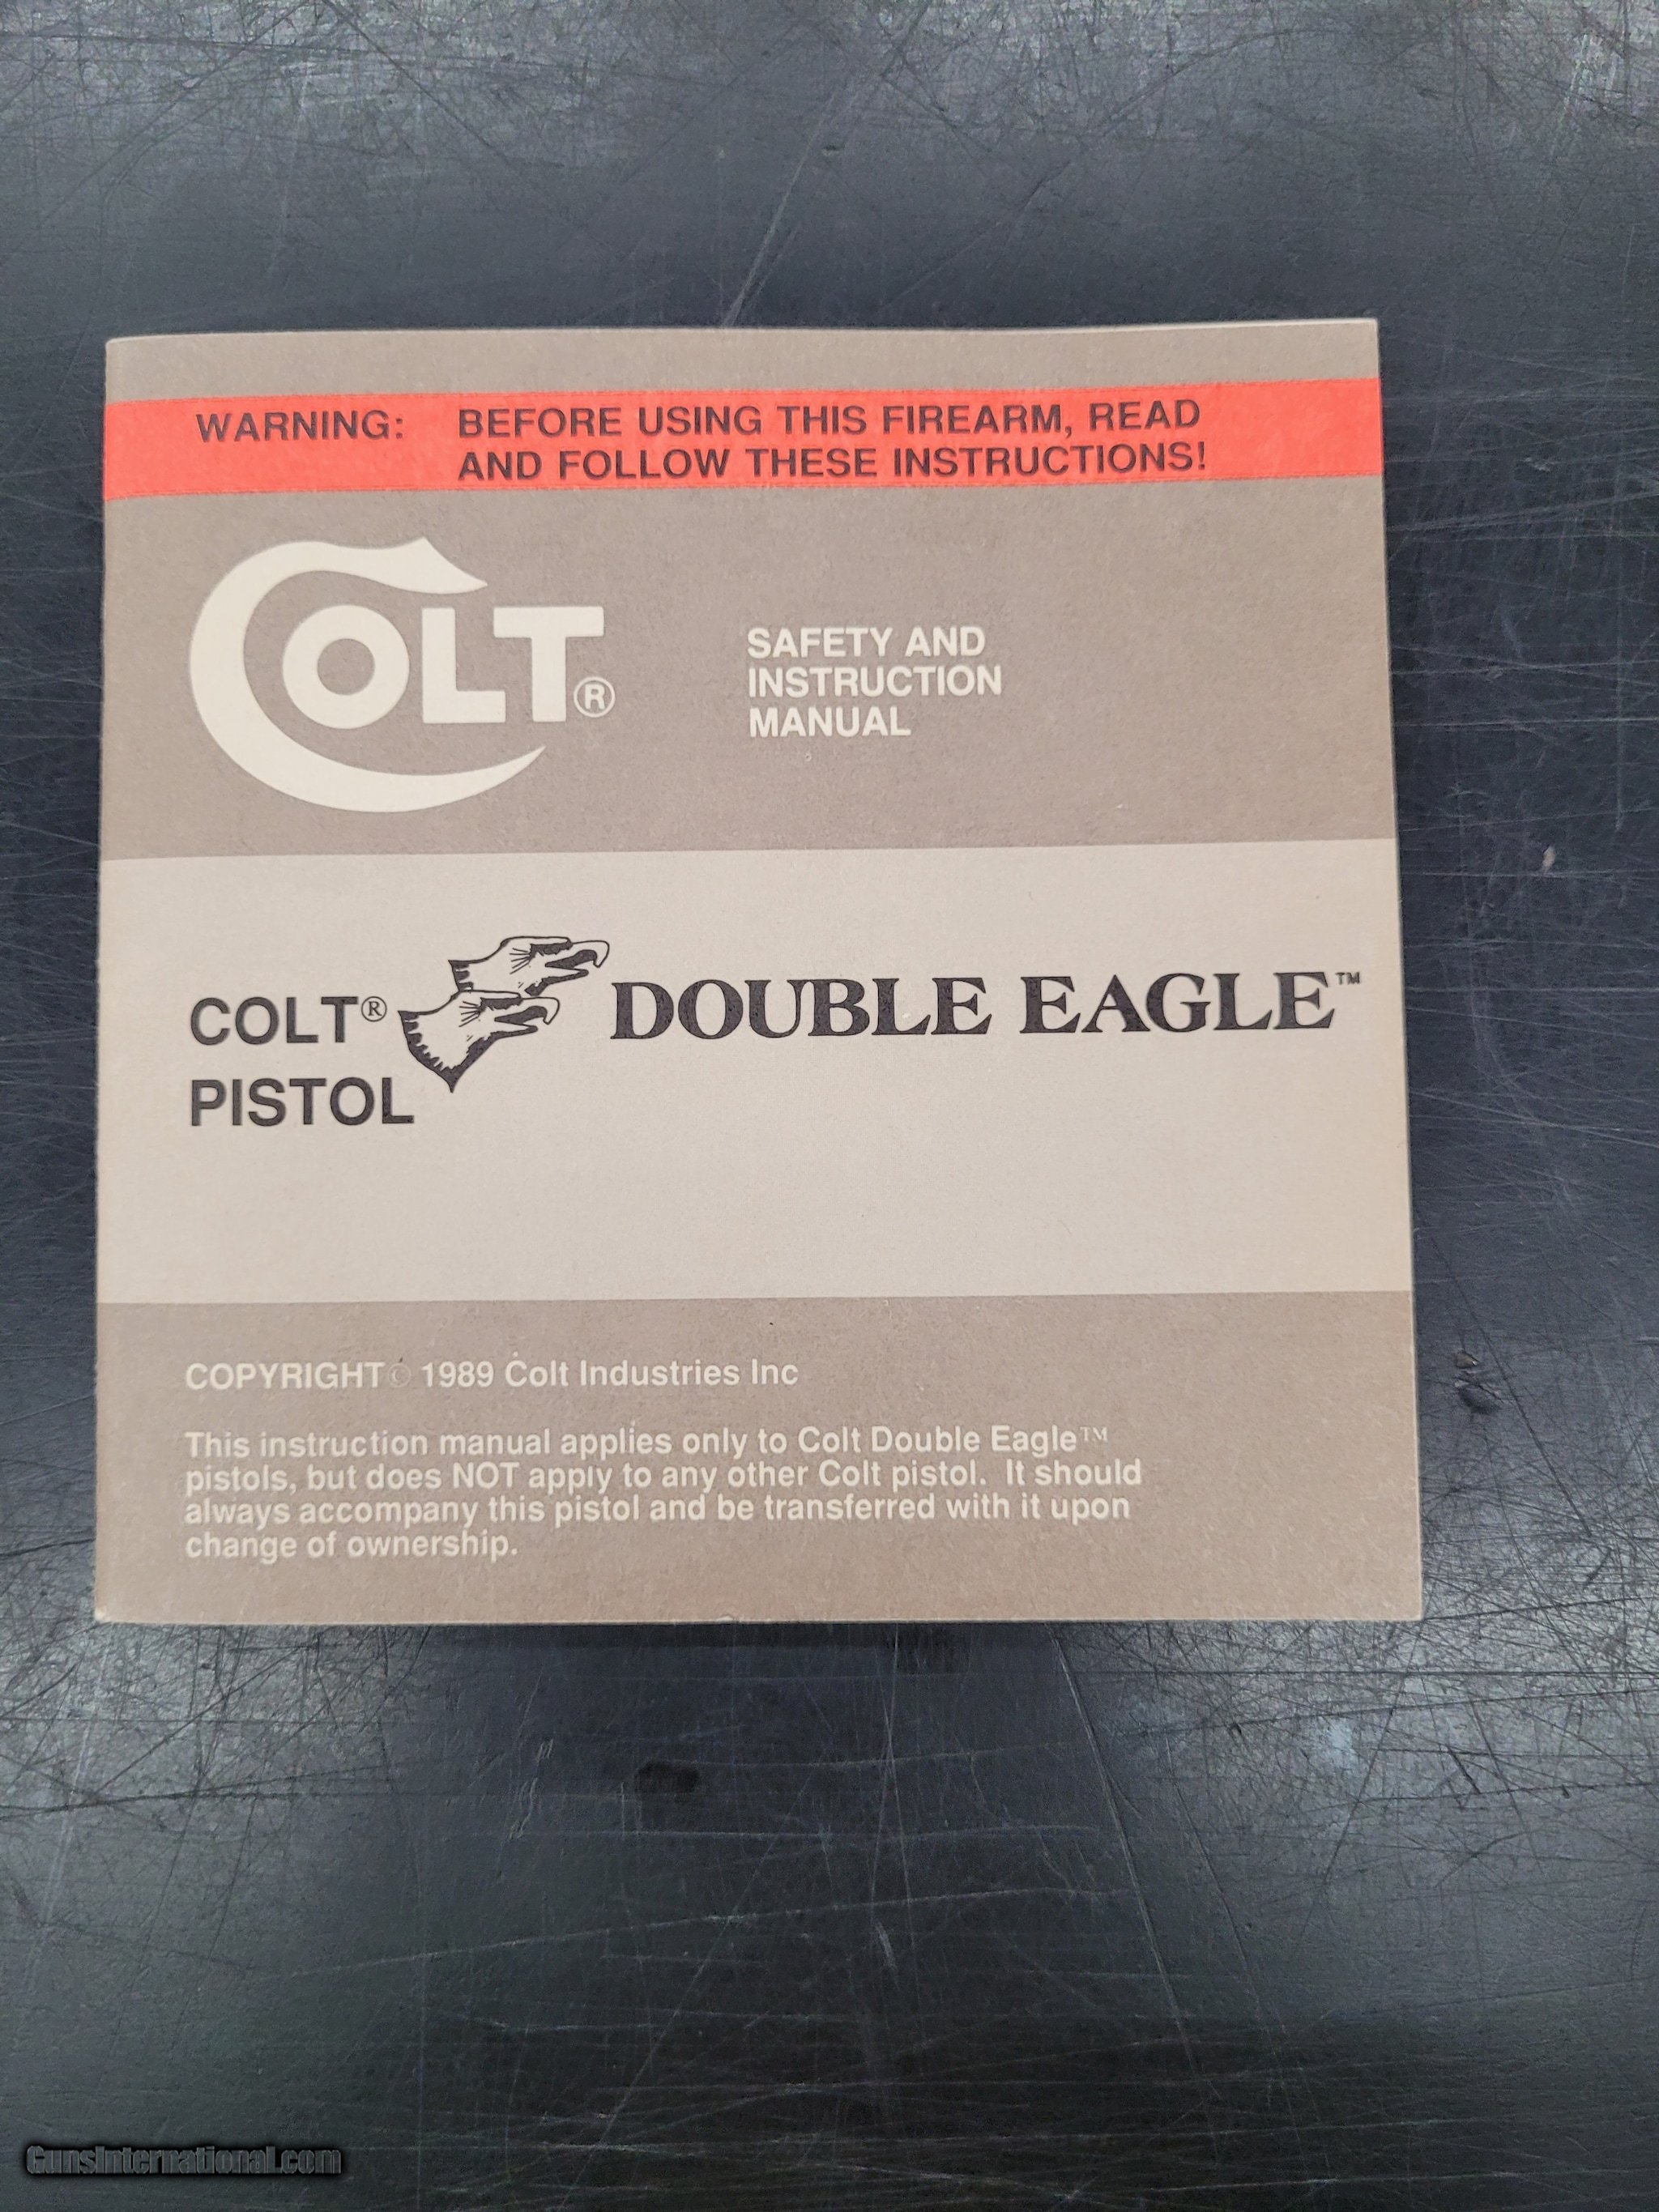 WARNING: BEFORE USING THIS FIREARM, READ
AND FOLLOW THESE INSTRUCTIONS!
COLT®
SAFETY AND
INSTRUCTION
MANUAL
COLT® DOUBLE EAGLE™
PISTOL
COPYRIGHT © 1989 Colt Industries Inc
This instruction manual applies only to Colt Double Eagle™
pistols, but does NOT apply to any other Colt pistol. It should
always accompany this pistol and be transferred with it upon
change of ownership.
GunsInternational.com